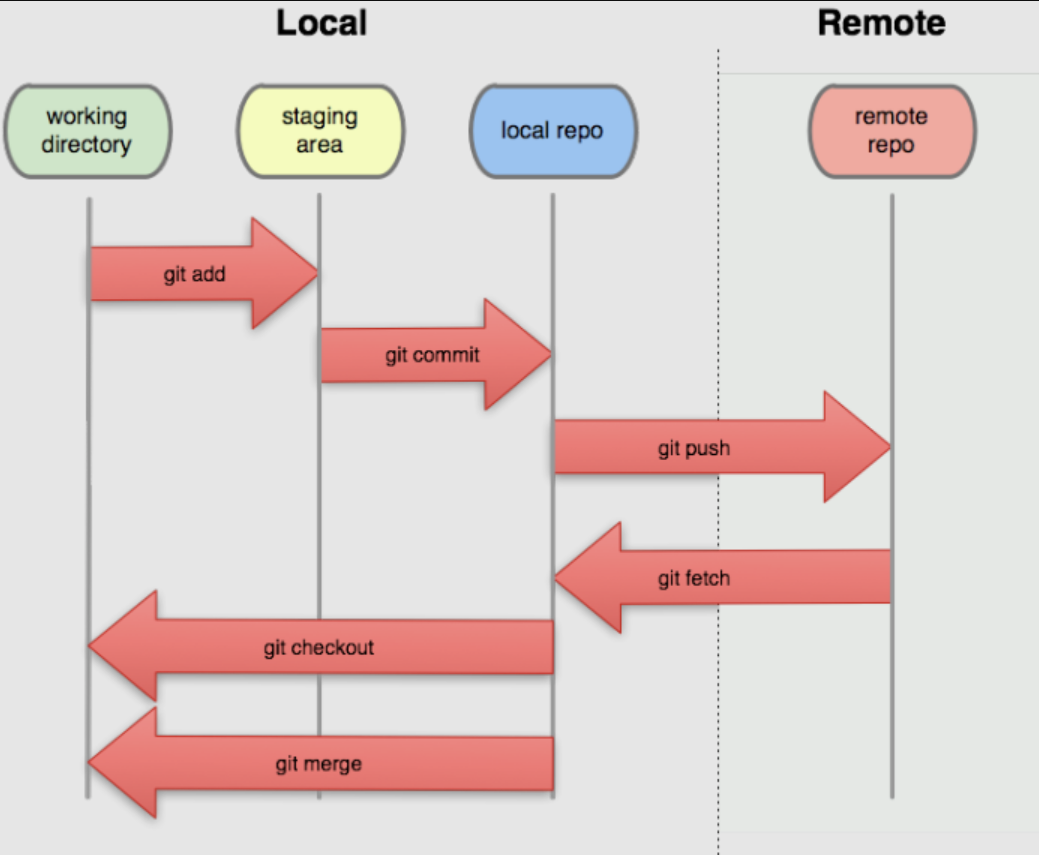 Local
Remote
working
directory
staging
area
local repo
remote
repo
git add
git commit
git push
git fetch
git checkout
git merge